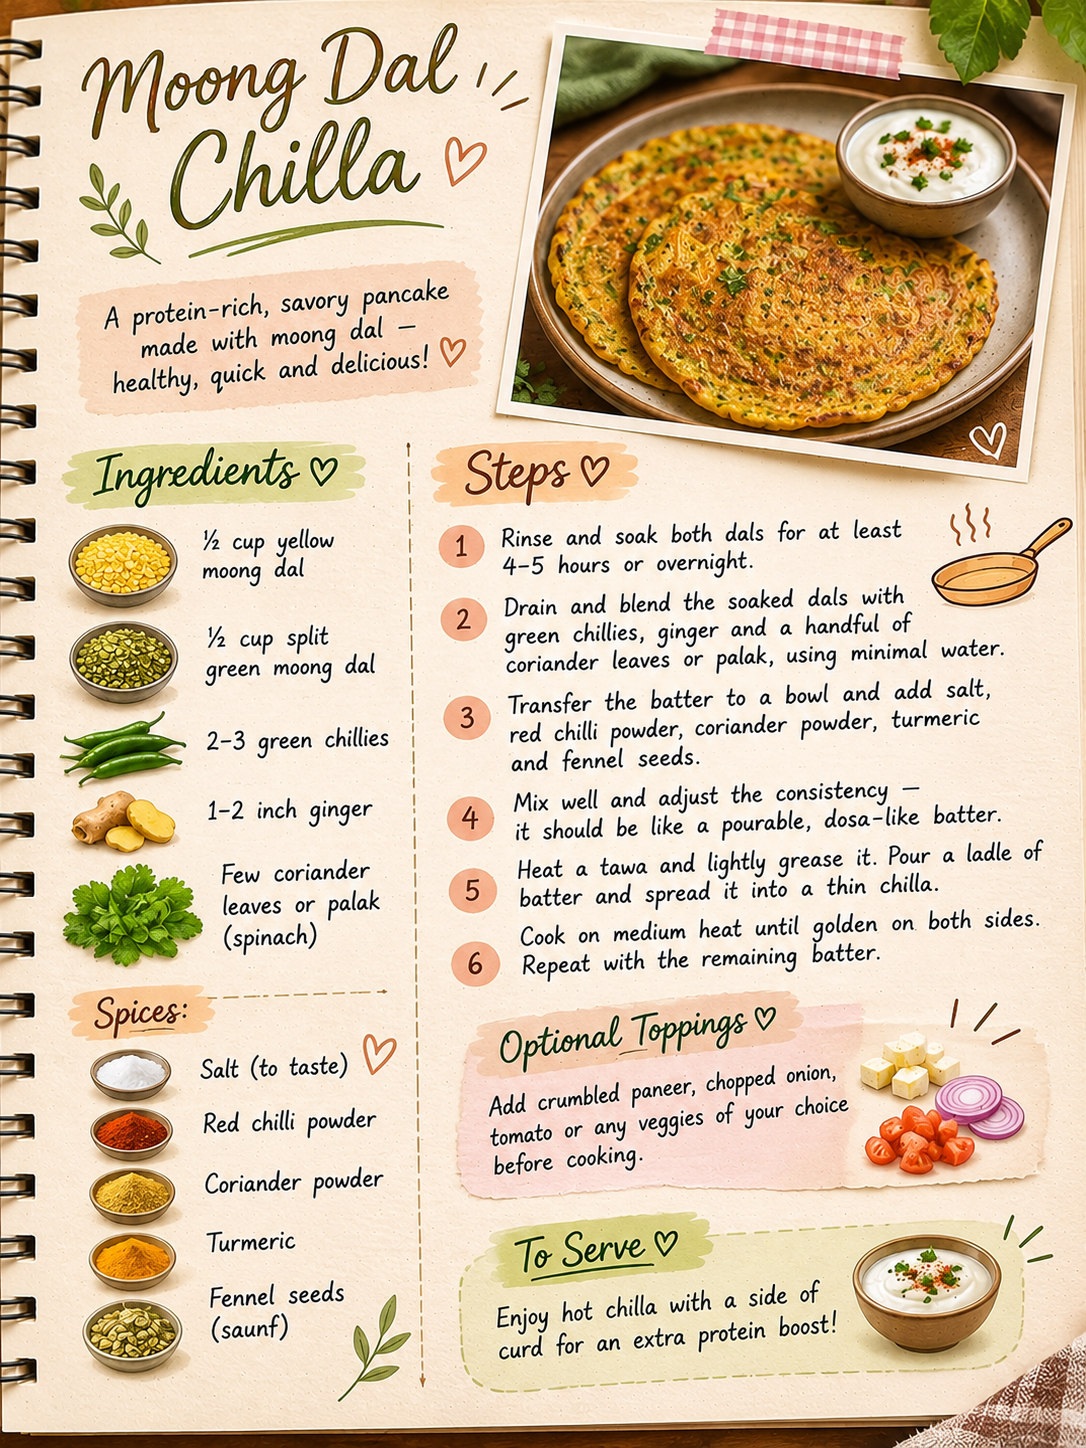 Moong Dal
Chilla
A protein-rich, savory pancake
made with moong dal –
healthy, quick and delicious!
Ingredients
½ cup yellow
moong dal
½ cup split
green moong dal
2-3 green chillies
1-2 inch ginger
Few coriander
leaves or palak
(spinach)
Spices:
Salt (to taste)
Red chilli powder
Coriander powder
Turmeric
Fennel seeds
(saunf)
Steps
1 Rinse and soak both dals for at least
4-5 hours or overnight.
2 Drain and blend the soaked dals with
green chillies, ginger and a handful of
coriander leaves or palak, using minimal water.
3 Transfer the batter to a bowl and add salt,
red chilli powder, coriander powder, turmeric
and fennel seeds.
4 Mix well and adjust the consistency –
it should be like a pourable, dosa-like batter.
5 Heat a tawa and lightly grease it. Pour a ladle of
batter and spread it into a thin chilla.
6 Cook on medium heat until golden on both sides.
Repeat with the remaining batter.
Optional Toppings
Add crumbled paneer, chopped onion,
tomato or any veggies of your choice
before cooking.
To Serve
Enjoy hot chilla with a side of
curd for an extra protein boost!